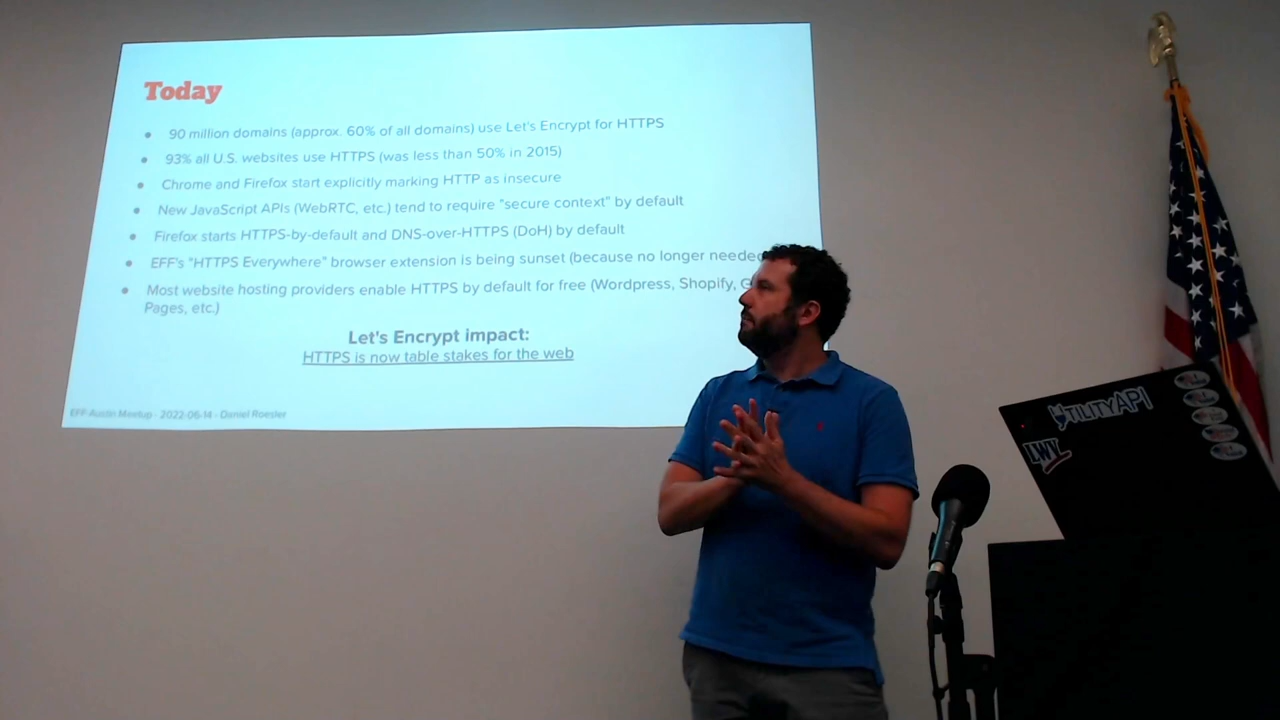 Today
90 million domains (approx. 60% of all domains) use Let's Encrypt for HTTPS
93% all U.S. websites use HTTPS (was less than 50% in 2015)
Chrome and Firefox start explicitly marking HTTP as insecure
New JavaScript APIs (WebRTC, etc.) tend to require "secure context" by default
Firefox starts HTTPS-by-default and DNS-over-HTTPS (DoH) by default
EFF's "HTTPS Everywhere" browser extension is being sunset (because no longer neede
Most website hosting providers enable HTTPS by default for free (Wordpress, Shopify,
Pages, etc.)
Let's Encrypt impact:
HTTPS is now table stakes for the web
EFF-Austin Meetup - 2022-06-14 - Daniel Roesler
UTILITYAPI
LWV